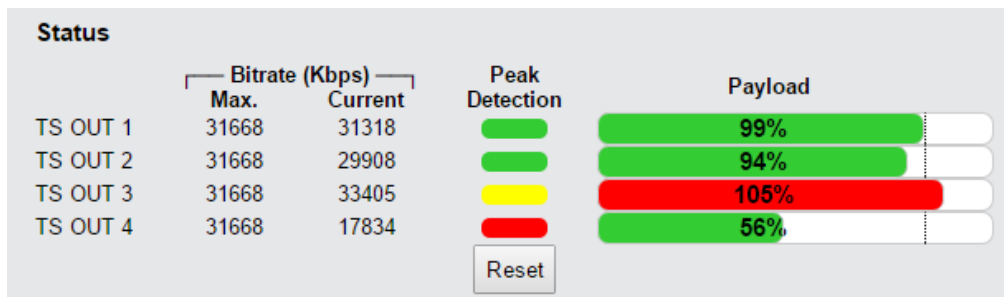 Status
Bitrate (Kbps) Peak Detection Payload
Max. Current
TS OUT 1 31668 31318 99%
TS OUT 2 31668 29908 94%
TS OUT 3 31668 33405 105%
TS OUT 4 31668 17834 56%
Reset